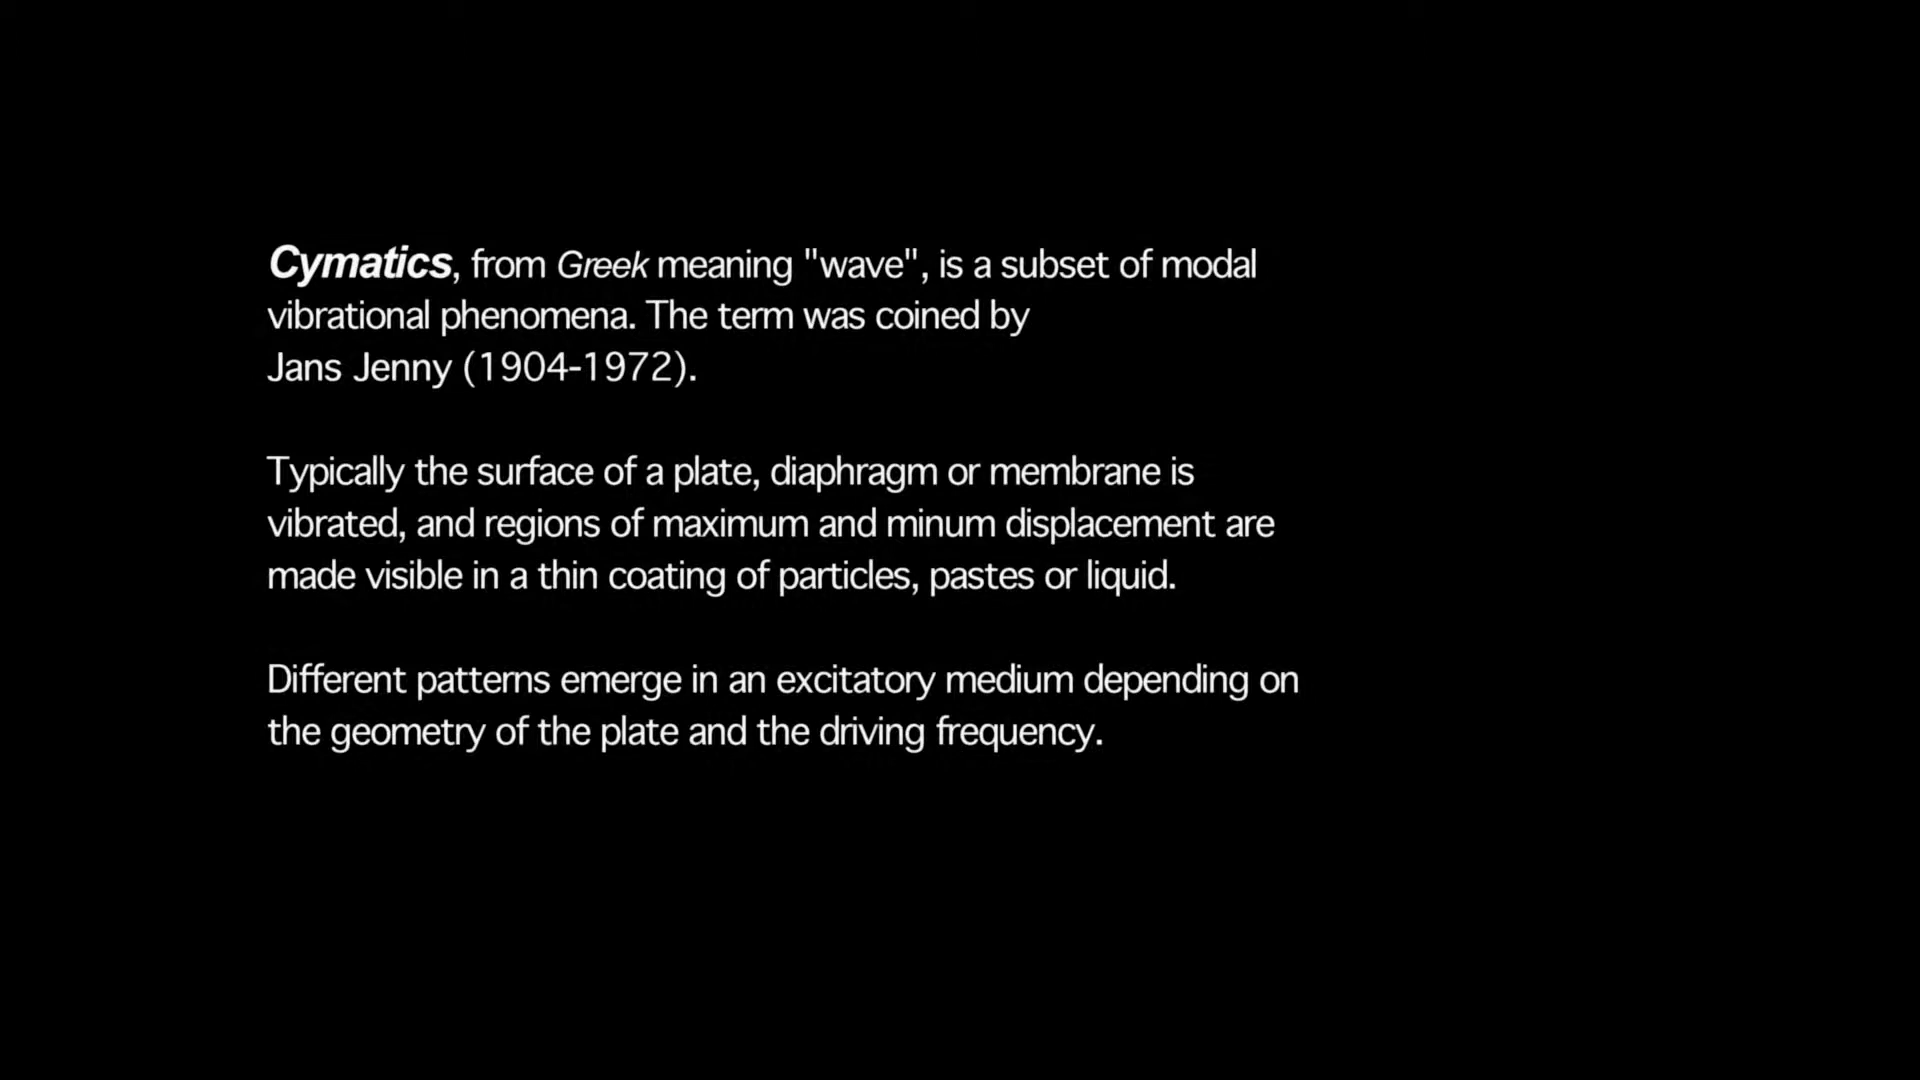 Cymatics, from Greek meaning "wave", is a subset of modal
vibrational phenomena. The term was coined by
Jans Jenny (1904-1972).
Typically the surface of a plate, diaphragm or membrane is
vibrated, and regions of maximum and minum displacement are
made visible in a thin coating of particles, pastes or liquid.
Different patterns emerge in an excitatory medium depending on
the geometry of the plate and the driving frequency.